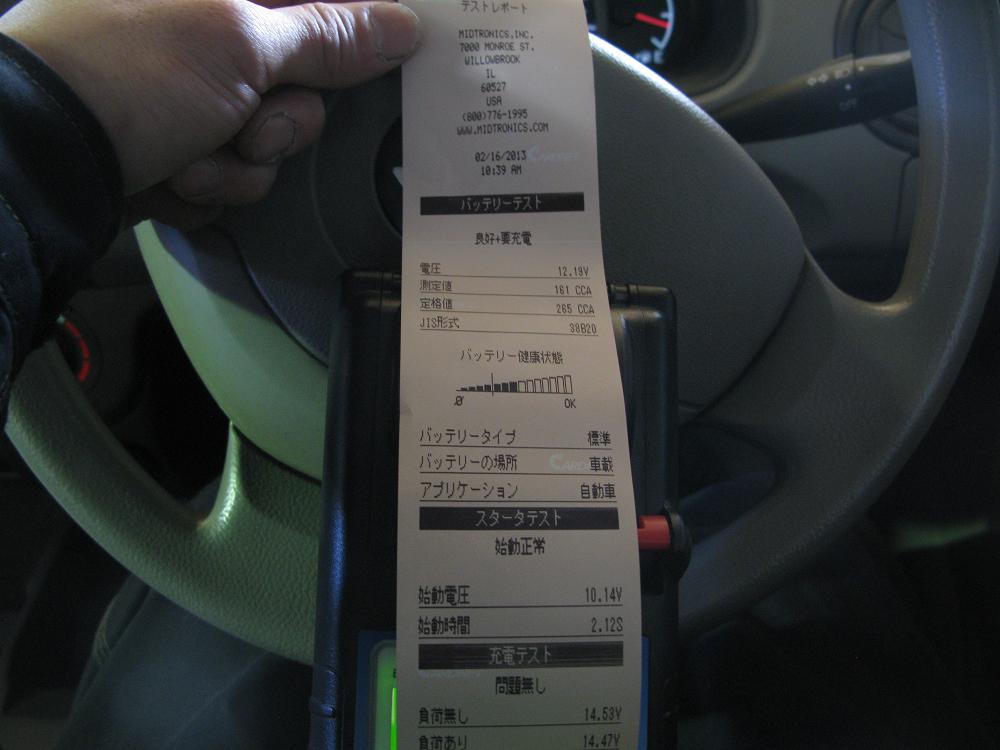 テストレポート
MIDTRONICS,INC.
7000 MONROE ST.
WILLOWBROOK
IL
60527
USA
(800)776-1995
WWW.MIDTRONICS.COM
02/16/2013
10:39 AM
バッテリーテスト
良好+要充電
電圧 12.19V
測定値 161 CCA
定格値 265 CCA
JIS形式 38B20
バッテリー健康状態
0 OK
バッテリータイプ 標準
バッテリーの場所 車載
アプリケーション 自動車
スタータテスト
始動正常
始動電圧 10.14V
始動時間 2.12S
充電テスト
問題無し
負荷無し 14.53V
負荷あり 14.47V
OFF